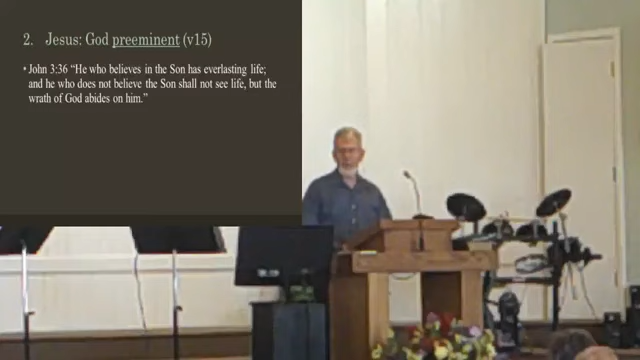 2. Jesus: God preeminent (v15)
• John 3:36 “He who believes in the Son has everlasting life;
and he who does not believe the Son shall not see life, but the
wrath of God abides on him.”